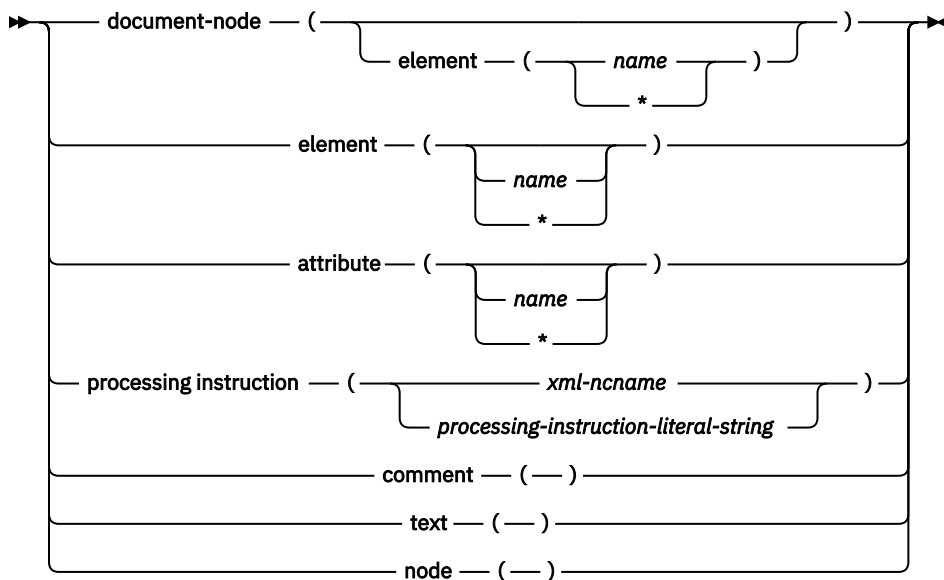 document-node ( )
element ( name )
*
element ( )
name
*
attribute ( )
name
*
processing instruction ( xml-ncname )
processing-instruction-literal-string
comment ( )
text ( )
node ( )